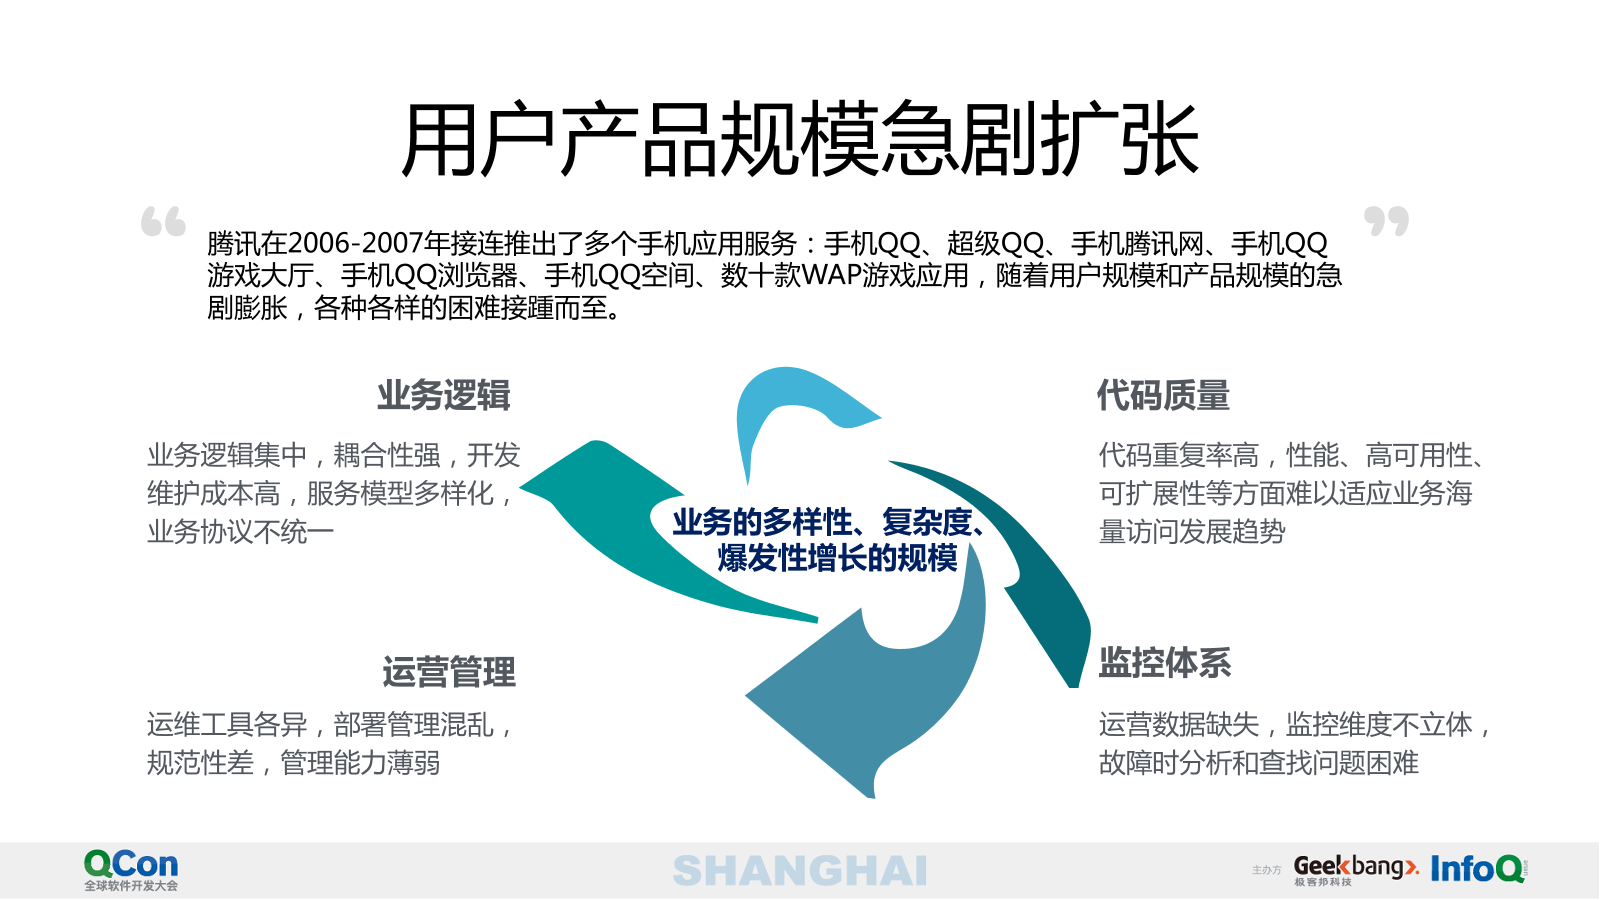 用户产品规模急剧扩张
“ ”
腾讯在2006-2007年接连推出了多个手机应用服务：手机QQ、超级QQ、手机腾讯网、手机QQ
游戏大厅、手机QQ浏览器、手机QQ空间、数十款WAP游戏应用，随着用户规模和产品规模的急
剧膨胀，各种各样的困难接踵而至。
业务逻辑
业务逻辑集中，耦合性强，开发
维护成本高，服务模型多样化，
业务协议不统一
代码质量
代码重复率高，性能、高可用性、
可扩展性等方面难以适应业务海
量访问发展趋势
业务的多样性、复杂度、
爆发性增长的规模
运营管理
运维工具各异，部署管理混乱，
规范性差，管理能力薄弱
监控体系
运营数据缺失，监控维度不立体，
故障时分析和查找问题困难
QCon
全球软件开发大会
SHANGHAI
主办方
Geekbang>.
极客邦科技
InfoQ